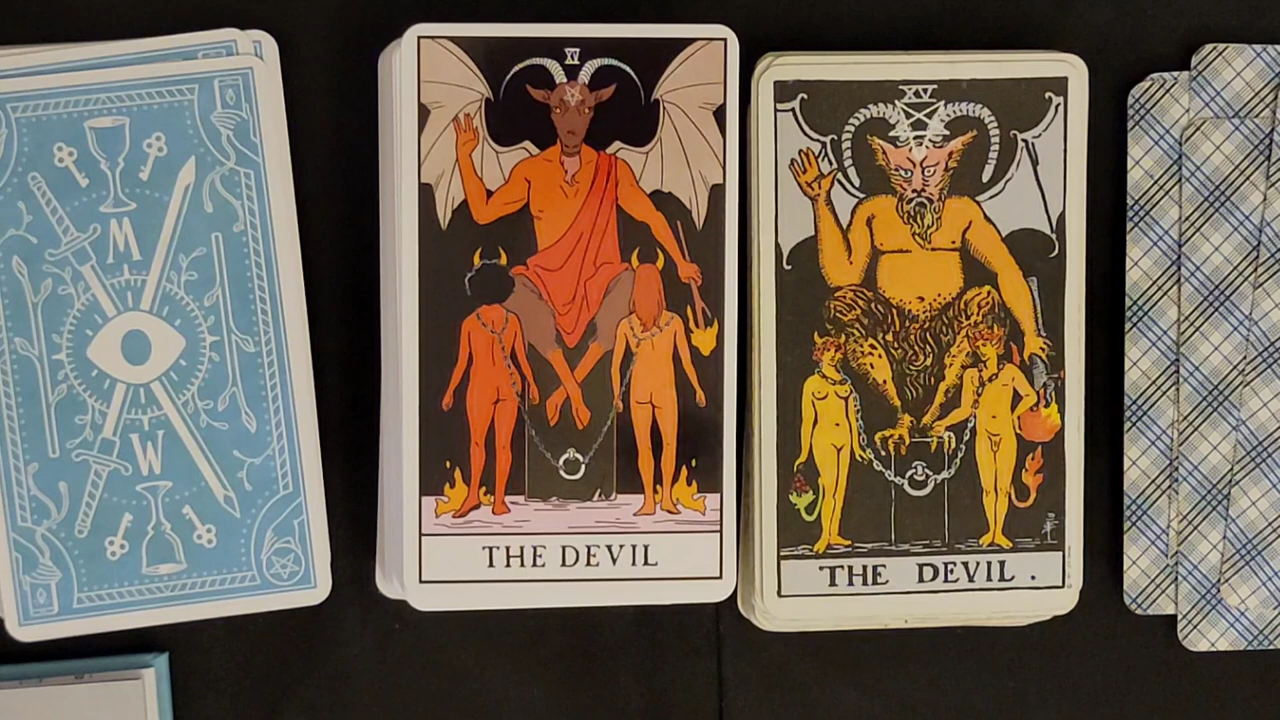 M
W
XV
THE DEVIL
XV
THE DEVIL.